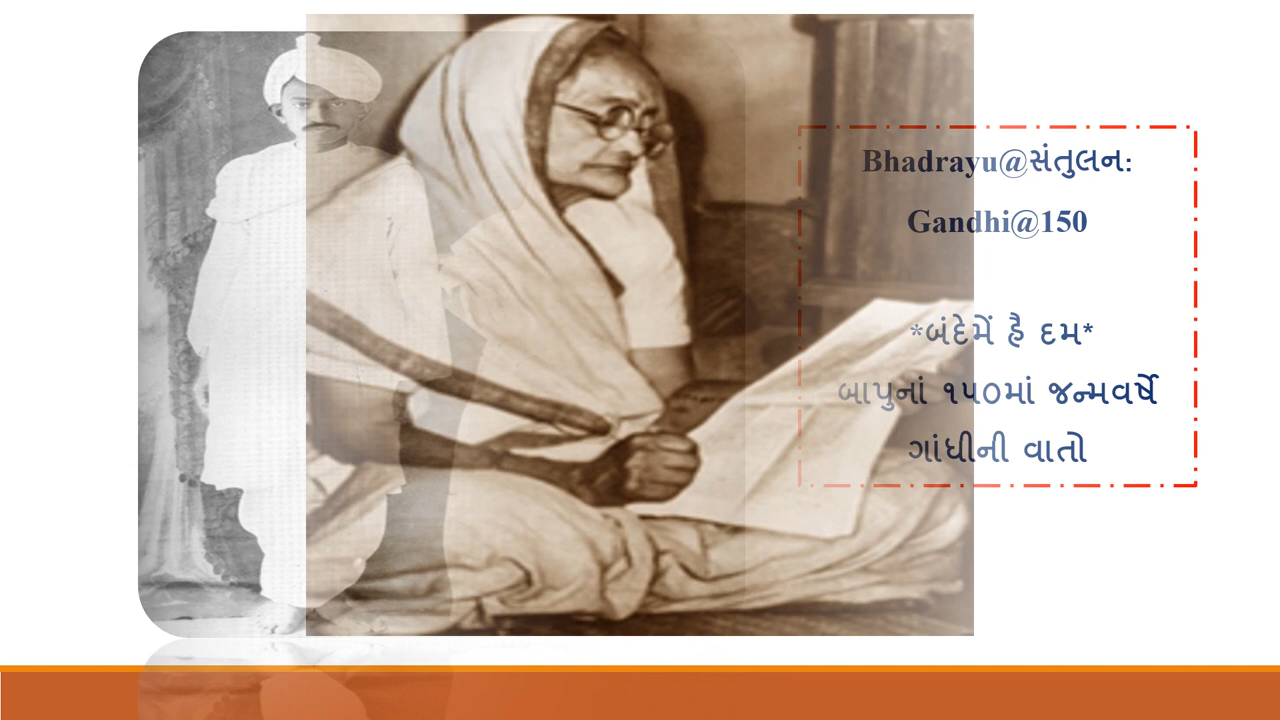 Bhadrayu@સંતુલન:
Gandhi@150
*બંદેમેં હૈ દમ*
બાપુનાં ૧૫૦માં જન્મવર્ષે
ગાંધીની વાતો